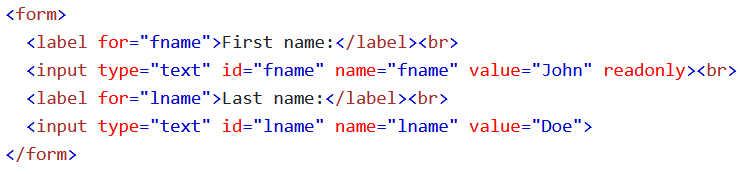 <form>
  <label for="fname">First name:</label><br>
  <input type="text" id="fname" name="fname" value="John" readonly><br>
  <label for="lname">Last name:</label><br>
  <input type="text" id="lname" name="lname" value="Doe">
</form>